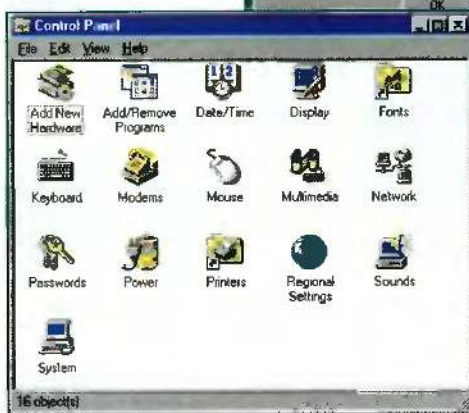 OK
Control Panel
File Edit View Help
Add New Hardware
Add/Remove Programs
Date/Time
Display
Fonts
Keyboard
Modems
Mouse
Multimedia
Network
Passwords
Power
Printers
Regional Settings
Sounds
System
16 object(s)